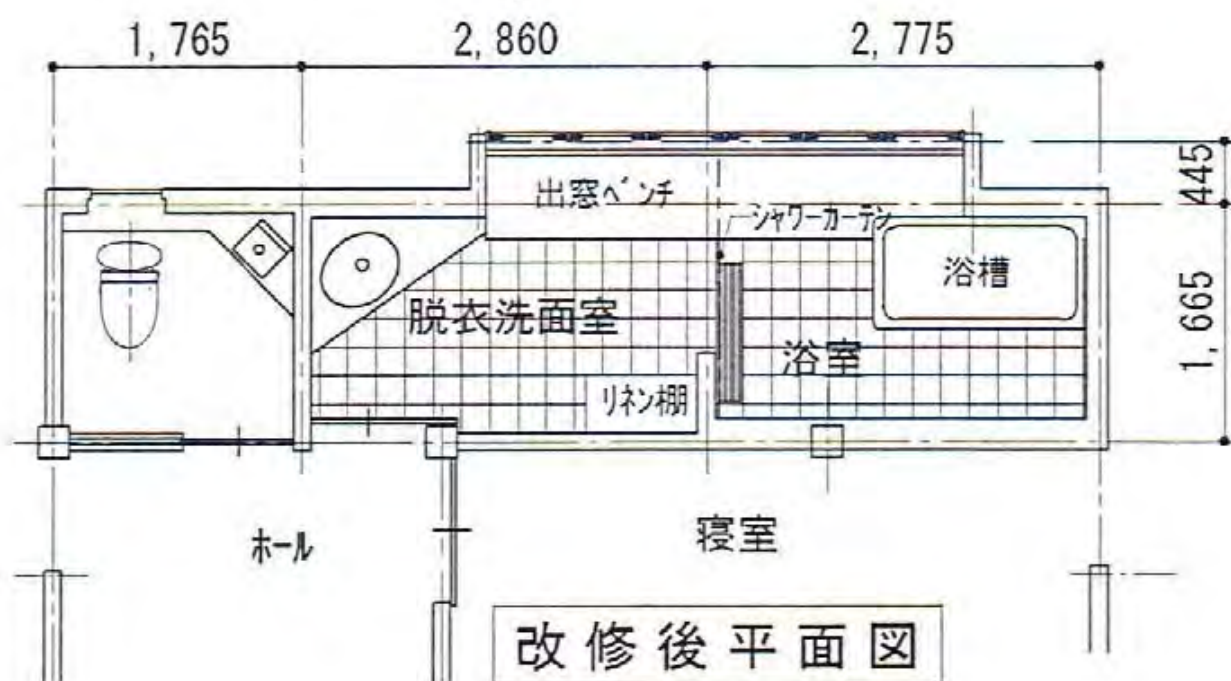 1,765
2,860
2,775
445
1,665
出窓ベンチ
シャワーカーテン
浴槽
脱衣洗面室
浴室
リネン棚
ホール
寝室
改修後平面図